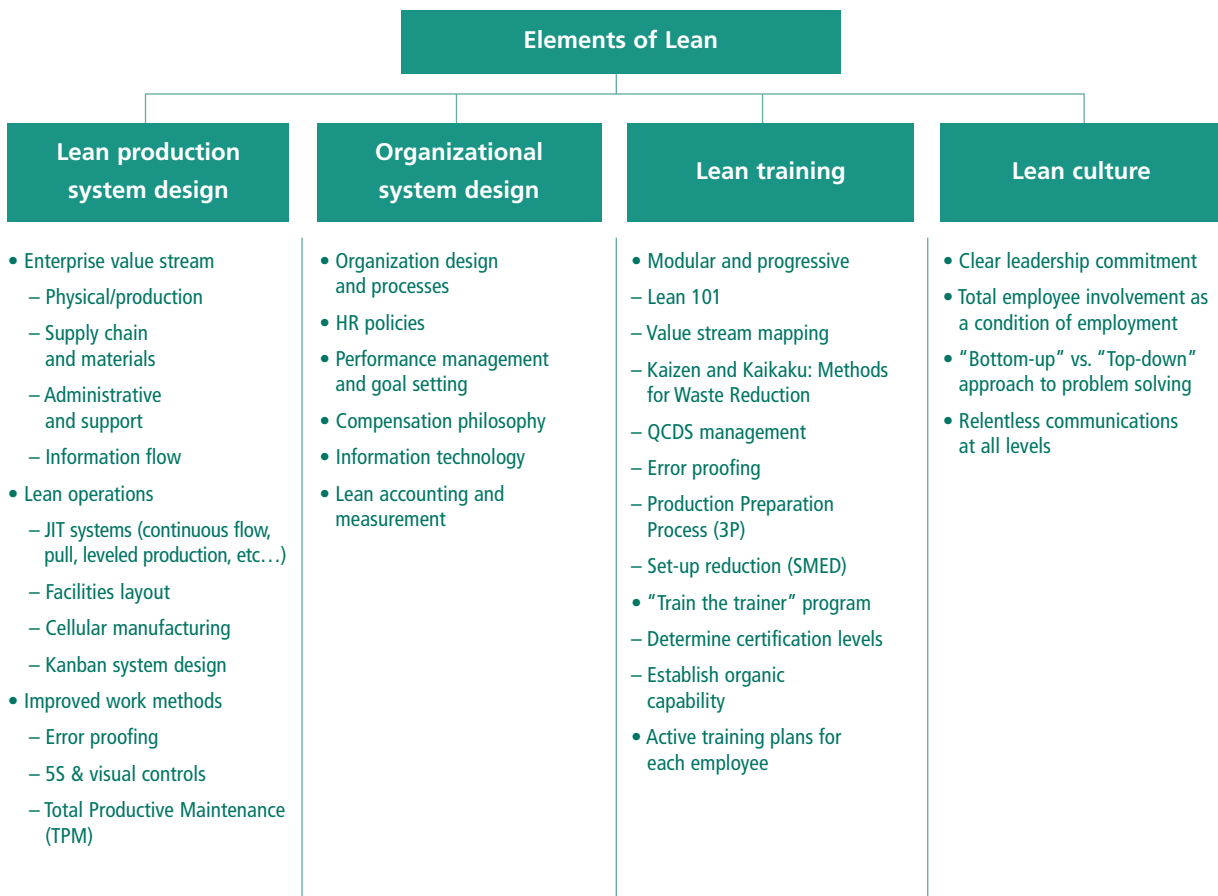 Elements of Lean
Lean production
system design
• Enterprise value stream
– Physical/production
– Supply chain
and materials
– Administrative
and support
– Information flow
• Lean operations
– JIT systems (continuous flow,
pull, leveled production, etc…)
– Facilities layout
– Cellular manufacturing
– Kanban system design
• Improved work methods
– Error proofing
– 5S & visual controls
– Total Productive Maintenance
(TPM)
Organizational
system design
• Organization design
and processes
• HR policies
• Performance management
and goal setting
• Compensation philosophy
• Information technology
• Lean accounting and
measurement
Lean training
• Modular and progressive
– Lean 101
– Value stream mapping
– Kaizen and Kaikaku: Methods
for Waste Reduction
– QCDS management
– Error proofing
– Production Preparation
Process (3P)
– Set-up reduction (SMED)
• “Train the trainer” program
– Determine certification levels
– Establish organic
capability
• Active training plans for
each employee
Lean culture
• Clear leadership commitment
• Total employee involvement as
a condition of employment
• “Bottom-up” vs. “Top-down”
approach to problem solving
• Relentless communications
at all levels